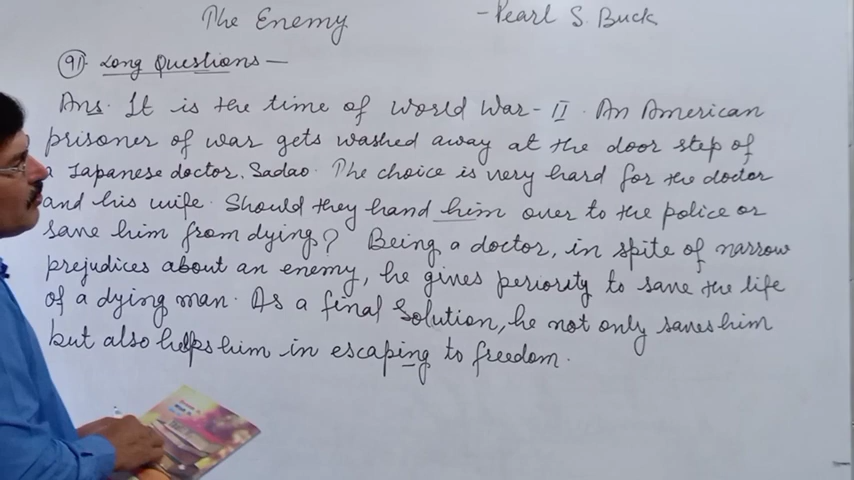 The Enemy
-Pearl S. Buck
91. Long Questions —
Ans. It is the time of World War-II. An American
prisoner of war gets washed away at the door step of
a Japanese doctor, Sadao. The choice is very hard for the doctor
and his wife. Should they hand him over to the police or
save him from dying? Being a doctor, in spite of narrow
prejudices about an enemy, he gives periority to save the life
of a dying man. As a final Solution, he not only saves him
but also helps him in escaping to freedom.